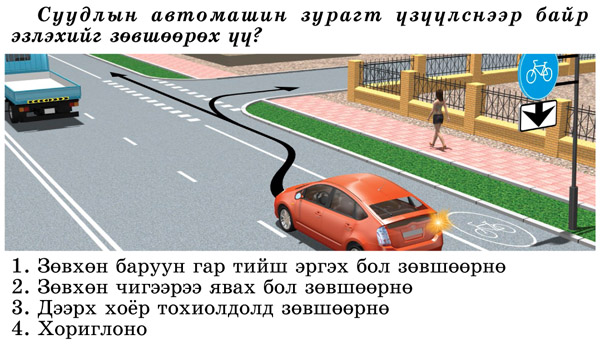 Суудлын автомашин зурагт үзүүлснээр байр
эзлэхийг зөвшөөрөх үү?
1. Зөвхөн баруун гар тийш эргэх бол зөвшөөрнө
2. Зөвхөн чигээрээ явах бол зөвшөөрнө
3. Дээрх хоёр тохиолдолд зөвшөөрнө
4. Хориглоно